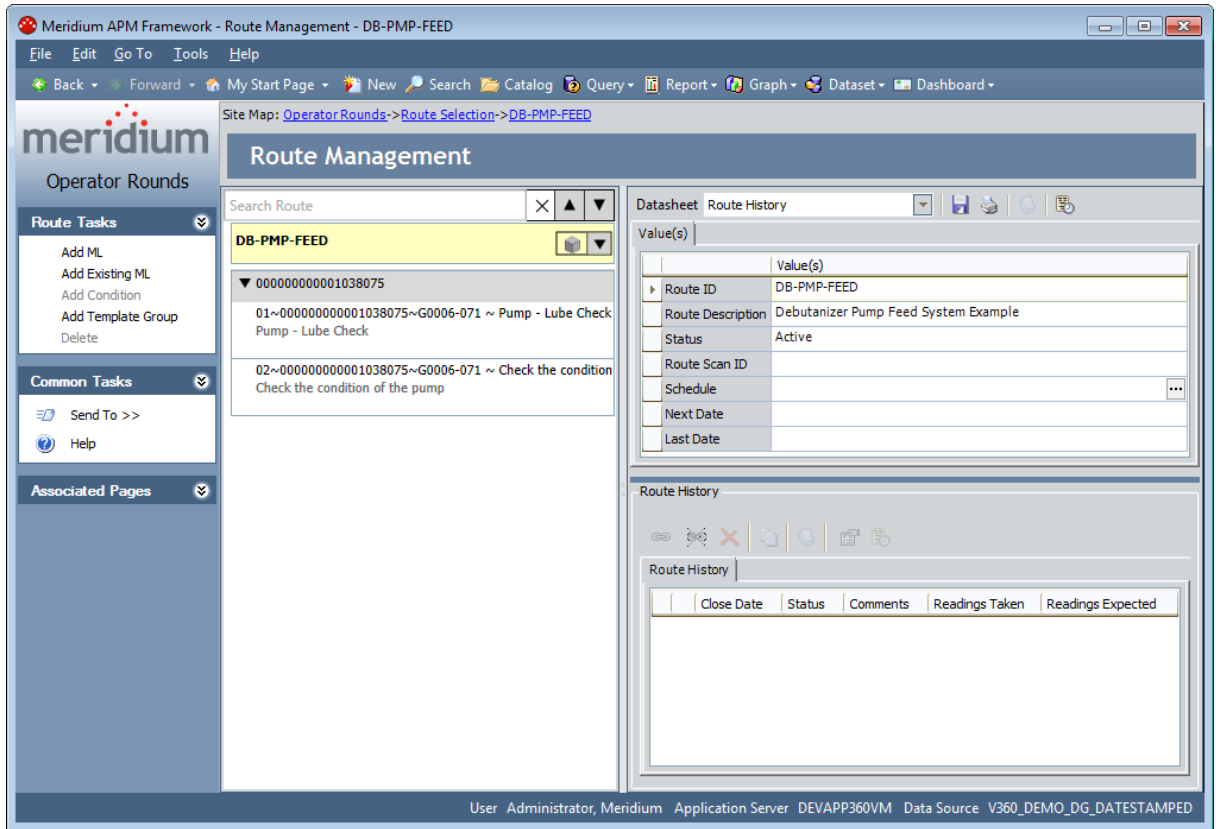 Meridium APM Framework - Route Management - DB-PMP-FEED
File Edit Go To Tools Help
Back Forward My Start Page New Search Catalog Query Report Graph Dataset Dashboard
meridium
Operator Rounds
Route Tasks
Add ML
Add Existing ML
Add Condition
Add Template Group
Delete
Common Tasks
Send To >>
Help
Associated Pages
Site Map: Operator Rounds->Route Selection->DB-PMP-FEED
Route Management
Search Route
DB-PMP-FEED
000000000001038075
01~000000000001038075~G0006-071 ~ Pump - Lube Check
Pump - Lube Check
02~000000000001038075~G0006-071 ~ Check the condition
Check the condition of the pump
Datasheet Route History
Value(s)
Value(s)
Route ID DB-PMP-FEED
Route Description Debutanizer Pump Feed System Example
Status Active
Route Scan ID
Schedule ...
Next Date
Last Date
Route History
Route History
Close Date Status Comments Readings Taken Readings Expected
User Administrator, Meridium Application Server DEVAPP360VM Data Source V360_DEMO_DG_DATESTAMPED